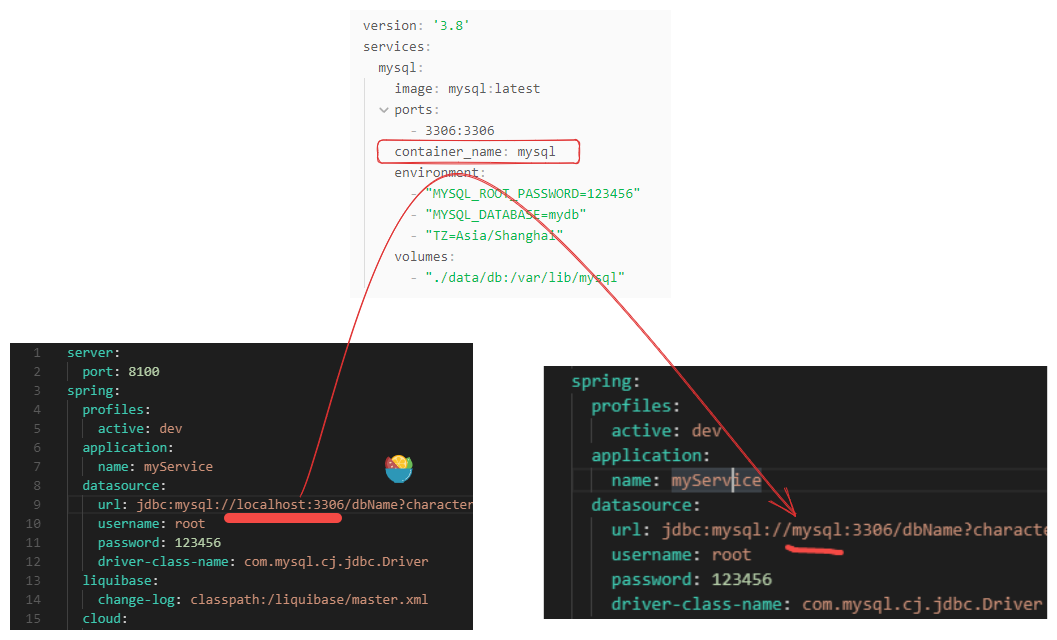 version: '3.8'
services:
mysql:
image: mysql:latest
ports:
- 3306:3306
container_name: mysql
environment:
- "MYSQL_ROOT_PASSWORD=123456"
- "MYSQL_DATABASE=mydb"
- "TZ=Asia/Shanghai"
volumes:
- "./data/db:/var/lib/mysql"
1 server:
2 port: 8100
3 spring:
4 profiles:
5 active: dev
6 application:
7 name: myService
8 datasource:
9 url: jdbc:mysql://localhost:3306/dbName?character
10 username: root
11 password: 123456
12 driver-class-name: com.mysql.cj.jdbc.Driver
13 liquibase:
14 change-log: classpath:/liquibase/master.xml
15 cloud:
spring:
profiles:
active: dev
application:
name: myService
datasource:
url: jdbc:mysql://mysql:3306/dbName?characte
username: root
password: 123456
driver-class-name: com.mysql.cj.jdbc.Driver